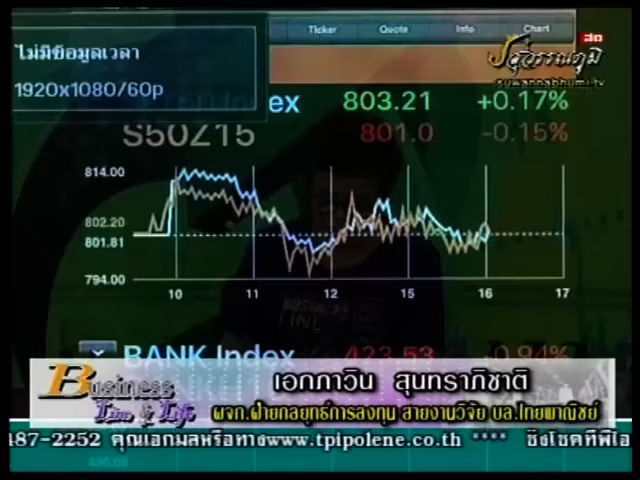 Ticker Quote Info Chart
สด
ไม่มีข้อมูลเวลา
สุวรรณภูมิ
suwannabhumi-tv
1920x1080/60p
Index 803.21 +0.17%
S50Z15 801.0 -0.15%
814.00
802.20
801.81
794.00
10 11 12 15 16 17
BANK Index 423.53 -0.94%
Business
Line & Life
เอกภาวิน สุนทราภิชาติ
ผจก.ฝ่ายกลยุทธ์การลงทุน สายงานวิจัย บล.ไทยพาณิชย์
487-2252 คุณเอกมลหรือทางwww.tpipolene.co.th **** ชิงโชคทีพีไอ